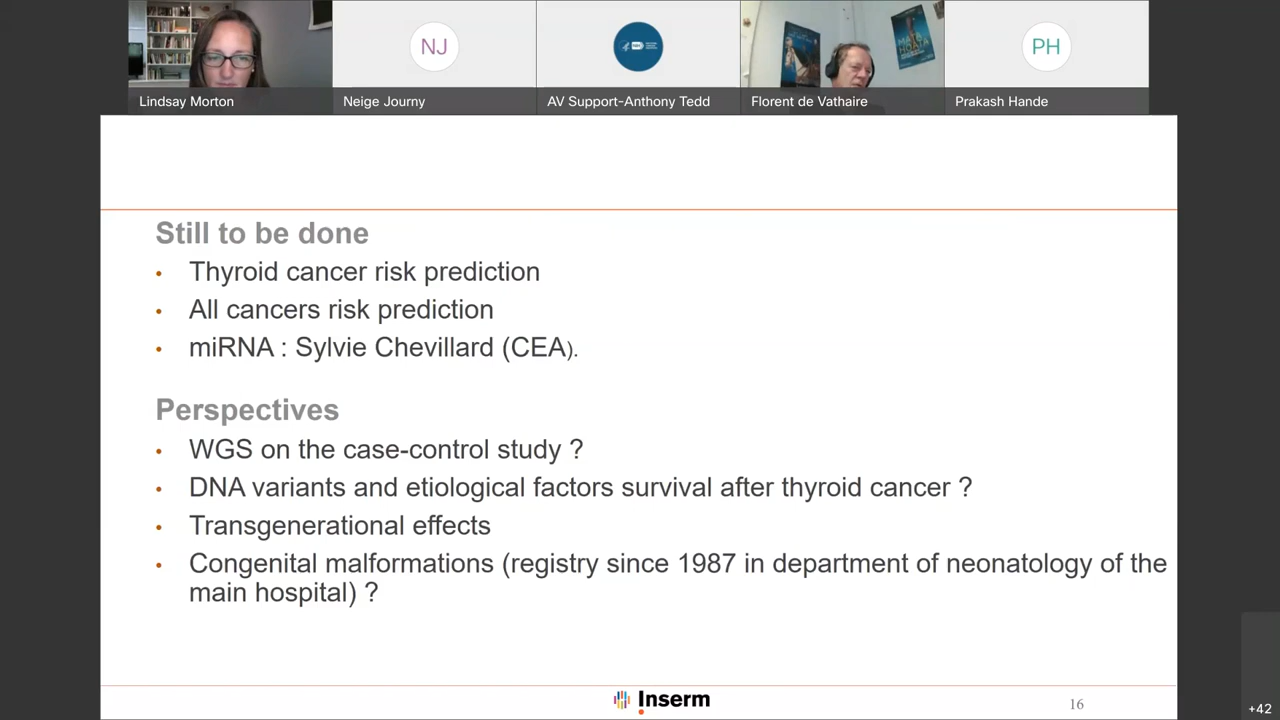 NJ
PH
Lindsay Morton
Neige Journy
AV Support-Anthony Tedd
Florent de Vathaire
Prakash Hande
Still to be done
• Thyroid cancer risk prediction
• All cancers risk prediction
• miRNA : Sylvie Chevillard (CEA).
Perspectives
• WGS on the case-control study ?
• DNA variants and etiological factors survival after thyroid cancer ?
• Transgenerational effects
• Congenital malformations (registry since 1987 in department of neonatology of the
main hospital) ?
Inserm
16
+42